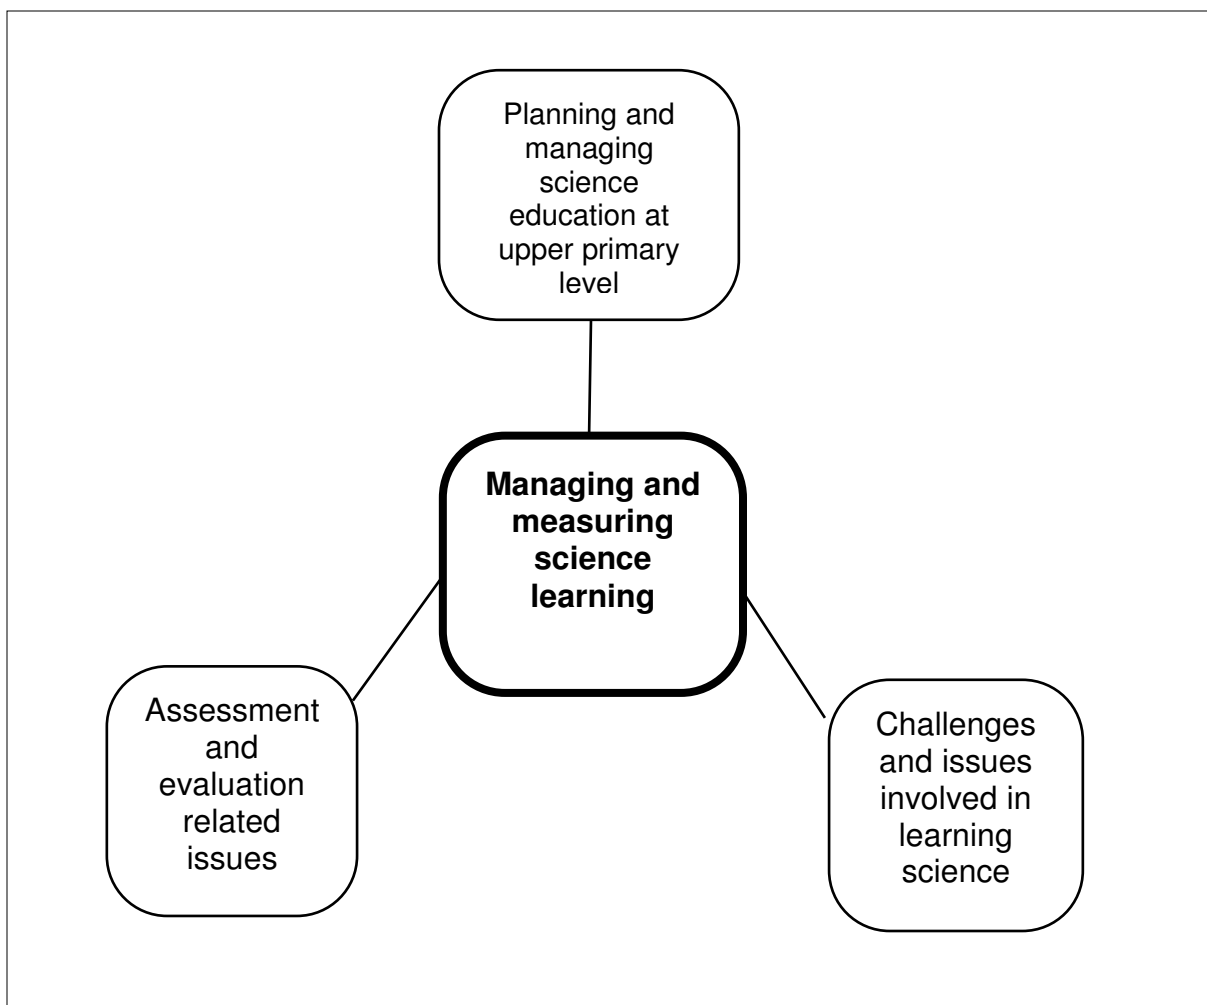 Planning and
managing
science
education at
upper primary
level
Managing and
measuring
science
learning
Assessment
and
evaluation
related
issues
Challenges
and issues
involved in
learning
science